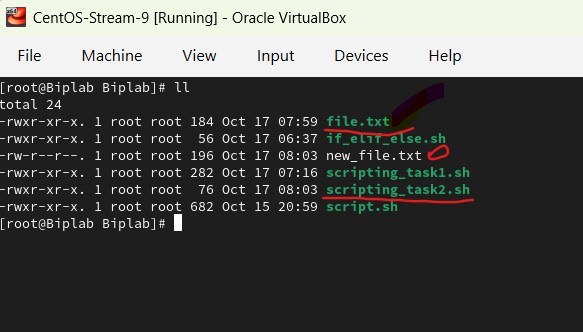 CentOS-Stream-9 [Running] - Oracle VirtualBox
File Machine View Input Devices Help
[root@Biplab Biplab]# ll
total 24
-rwxr-xr-x. 1 root root 184 Oct 17 07:59 file.txt
-rwxr-xr-x. 1 root root  56 Oct 17 06:37 if_elif_else.sh
-rw-r--r--. 1 root root 196 Oct 17 08:03 new_file.txt
-rwxr-xr-x. 1 root root 282 Oct 17 07:16 scripting_task1.sh
-rwxr-xr-x. 1 root root  76 Oct 17 08:03 scripting_task2.sh
-rwxr-xr-x. 1 root root 682 Oct 15 20:59 script.sh
[root@Biplab Biplab]#